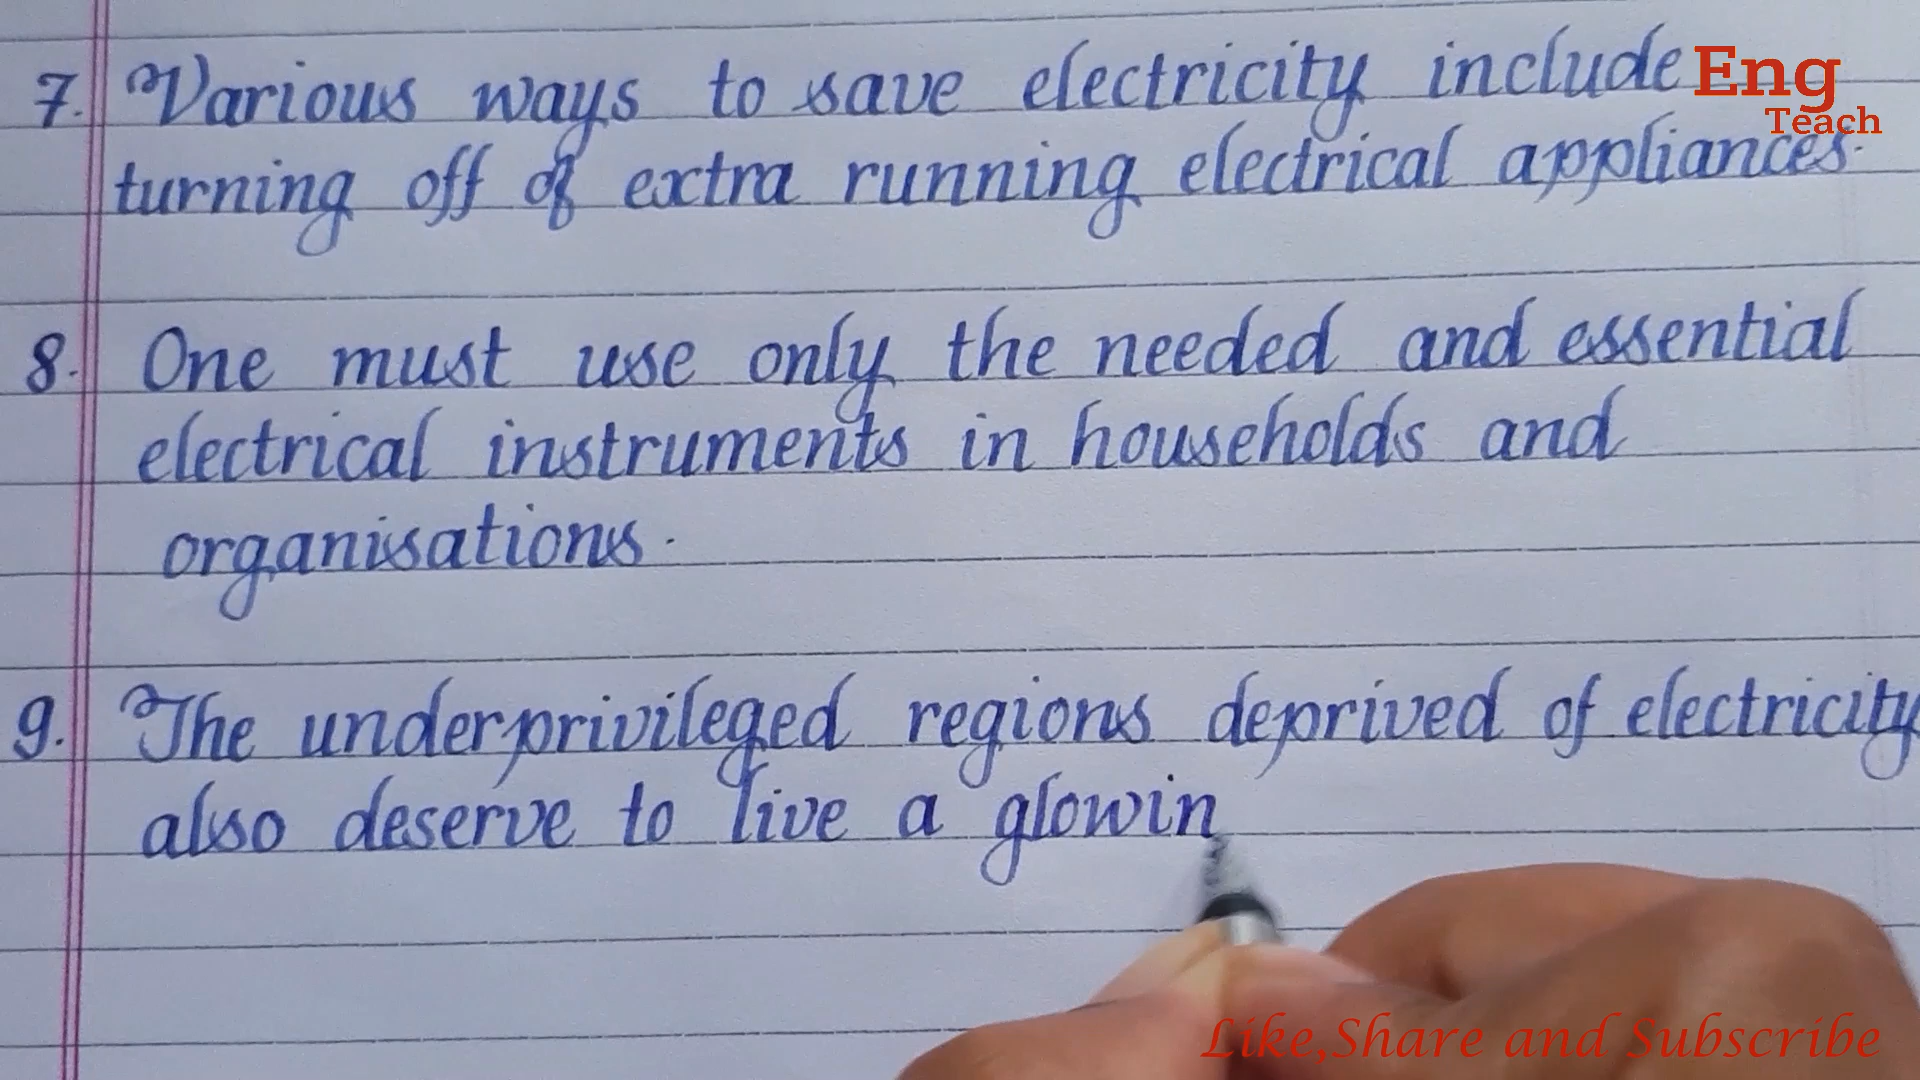 7. Various ways to save electricity include
Eng
Teach
turning off of extra running electrical appliances.
8. One must use only the needed and essential
electrical instruments in households and
organisations.
9. The underprivileged regions deprived of electricity
also deserve to live a glowin
Like,Share and Subscribe